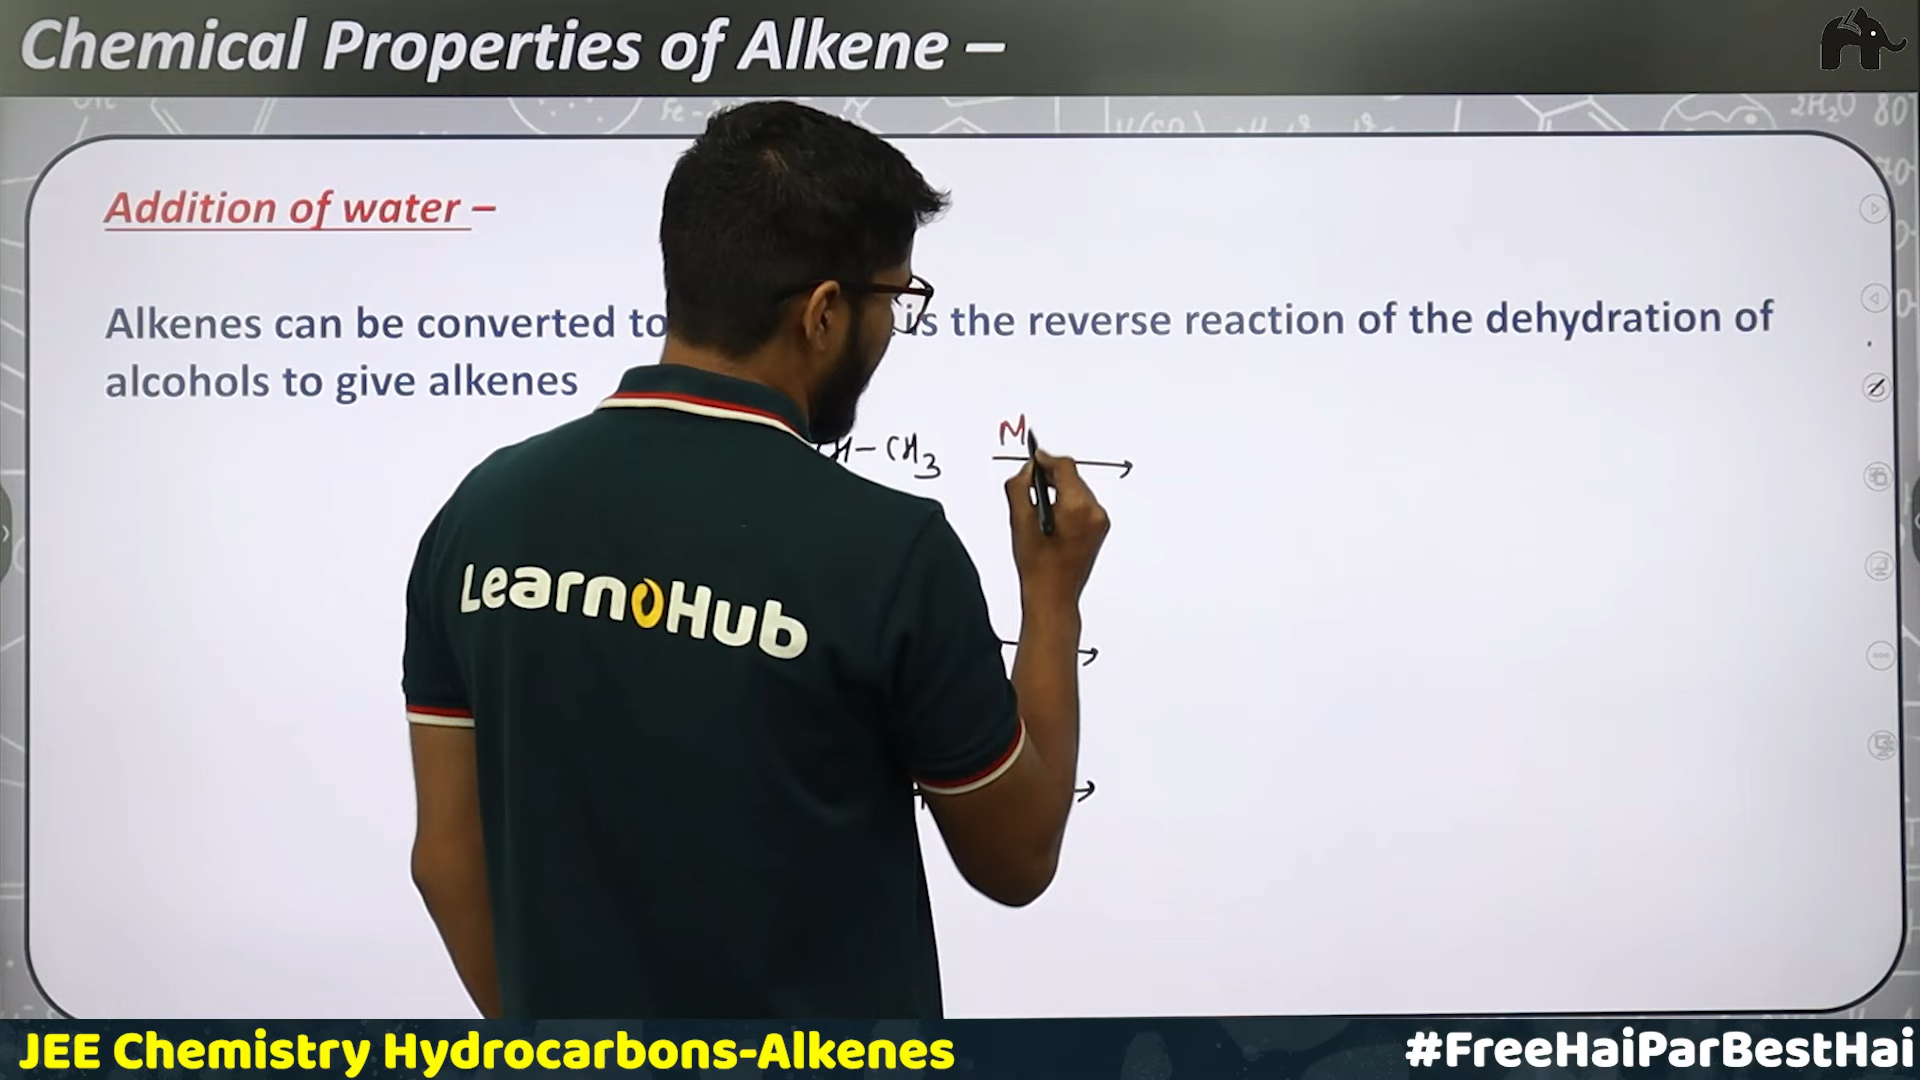 Chemical Properties of Alkene –
Addition of water –
Alkenes can be converted to is the reverse reaction of the dehydration of
alcohols to give alkenes
CH – CH3 M
LearnoHub
JEE Chemistry Hydrocarbons-Alkenes
#FreeHaiParBestHai